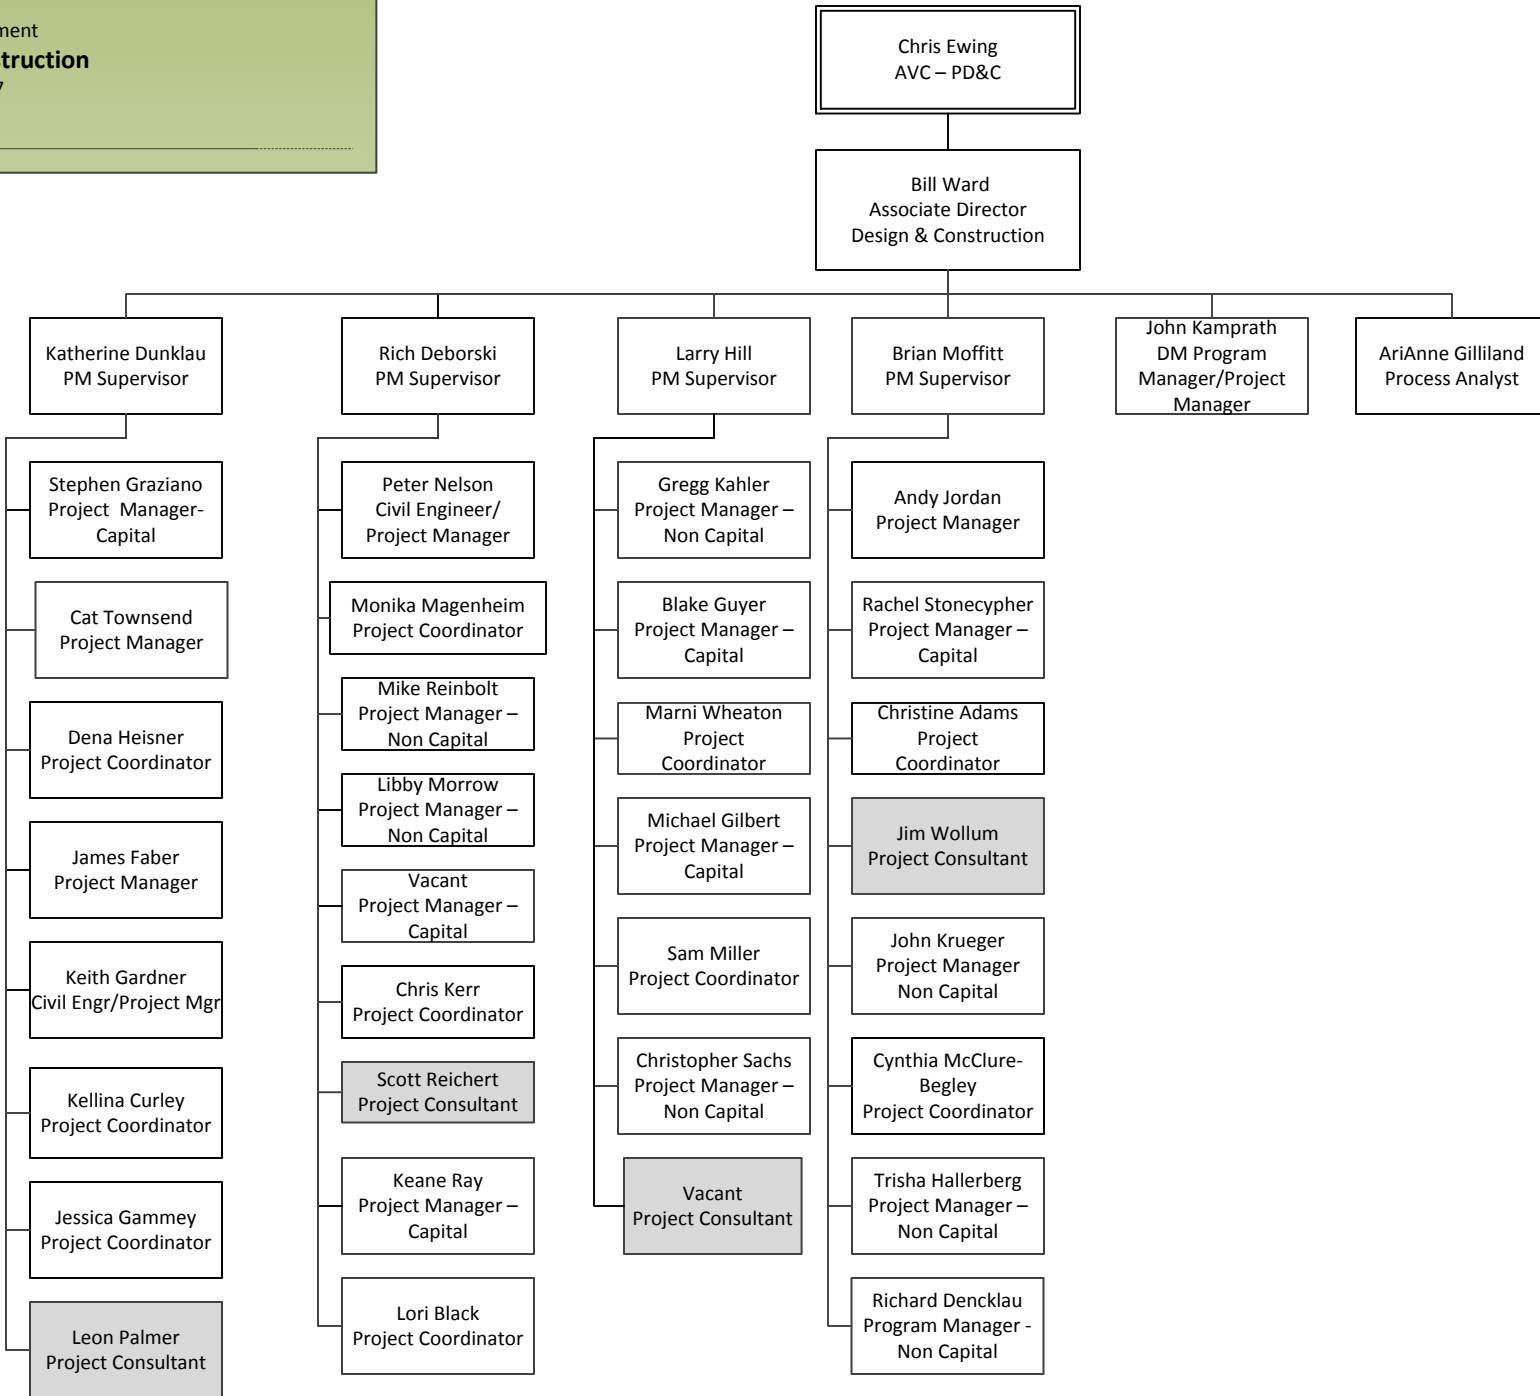 Chris Ewing
AVC – PD&C
Bill Ward
Associate Director
Design & Construction
Katherine Dunklau
PM Supervisor
Stephen Graziano
Project Manager-
Capital
Cat Townsend
Project Manager
Dena Heisner
Project Coordinator
James Faber
Project Manager
Keith Gardner
Civil Engr/Project Mgr
Kellina Curley
Project Coordinator
Jessica Gammey
Project Coordinator
Leon Palmer
Project Consultant
Rich Deborski
PM Supervisor
Peter Nelson
Civil Engineer/
Project Manager
Monika Magenheim
Project Coordinator
Mike Reinbolt
Project Manager –
Non Capital
Libby Morrow
Project Manager –
Non Capital
Vacant
Project Manager –
Capital
Chris Kerr
Project Coordinator
Scott Reichert
Project Consultant
Keane Ray
Project Manager –
Capital
Lori Black
Project Coordinator
Larry Hill
PM Supervisor
Gregg Kahler
Project Manager –
Non Capital
Blake Guyer
Project Manager –
Capital
Marni Wheaton
Project
Coordinator
Michael Gilbert
Project Manager –
Capital
Sam Miller
Project Coordinator
Christopher Sachs
Project Manager –
Non Capital
Vacant
Project Consultant
Brian Moffitt
PM Supervisor
Andy Jordan
Project Manager
Rachel Stonecypher
Project Manager –
Capital
Christine Adams
Project
Coordinator
Jim Wollum
Project Consultant
John Krueger
Project Manager
Non Capital
Cynthia McClure-
Begley
Project Coordinator
Trisha Hallerberg
Project Manager –
Non Capital
Richard Dencklau
Program Manager -
Non Capital
John Kamprath
DM Program
Manager/Project
Manager
AriAnne Gilliland
Process Analyst